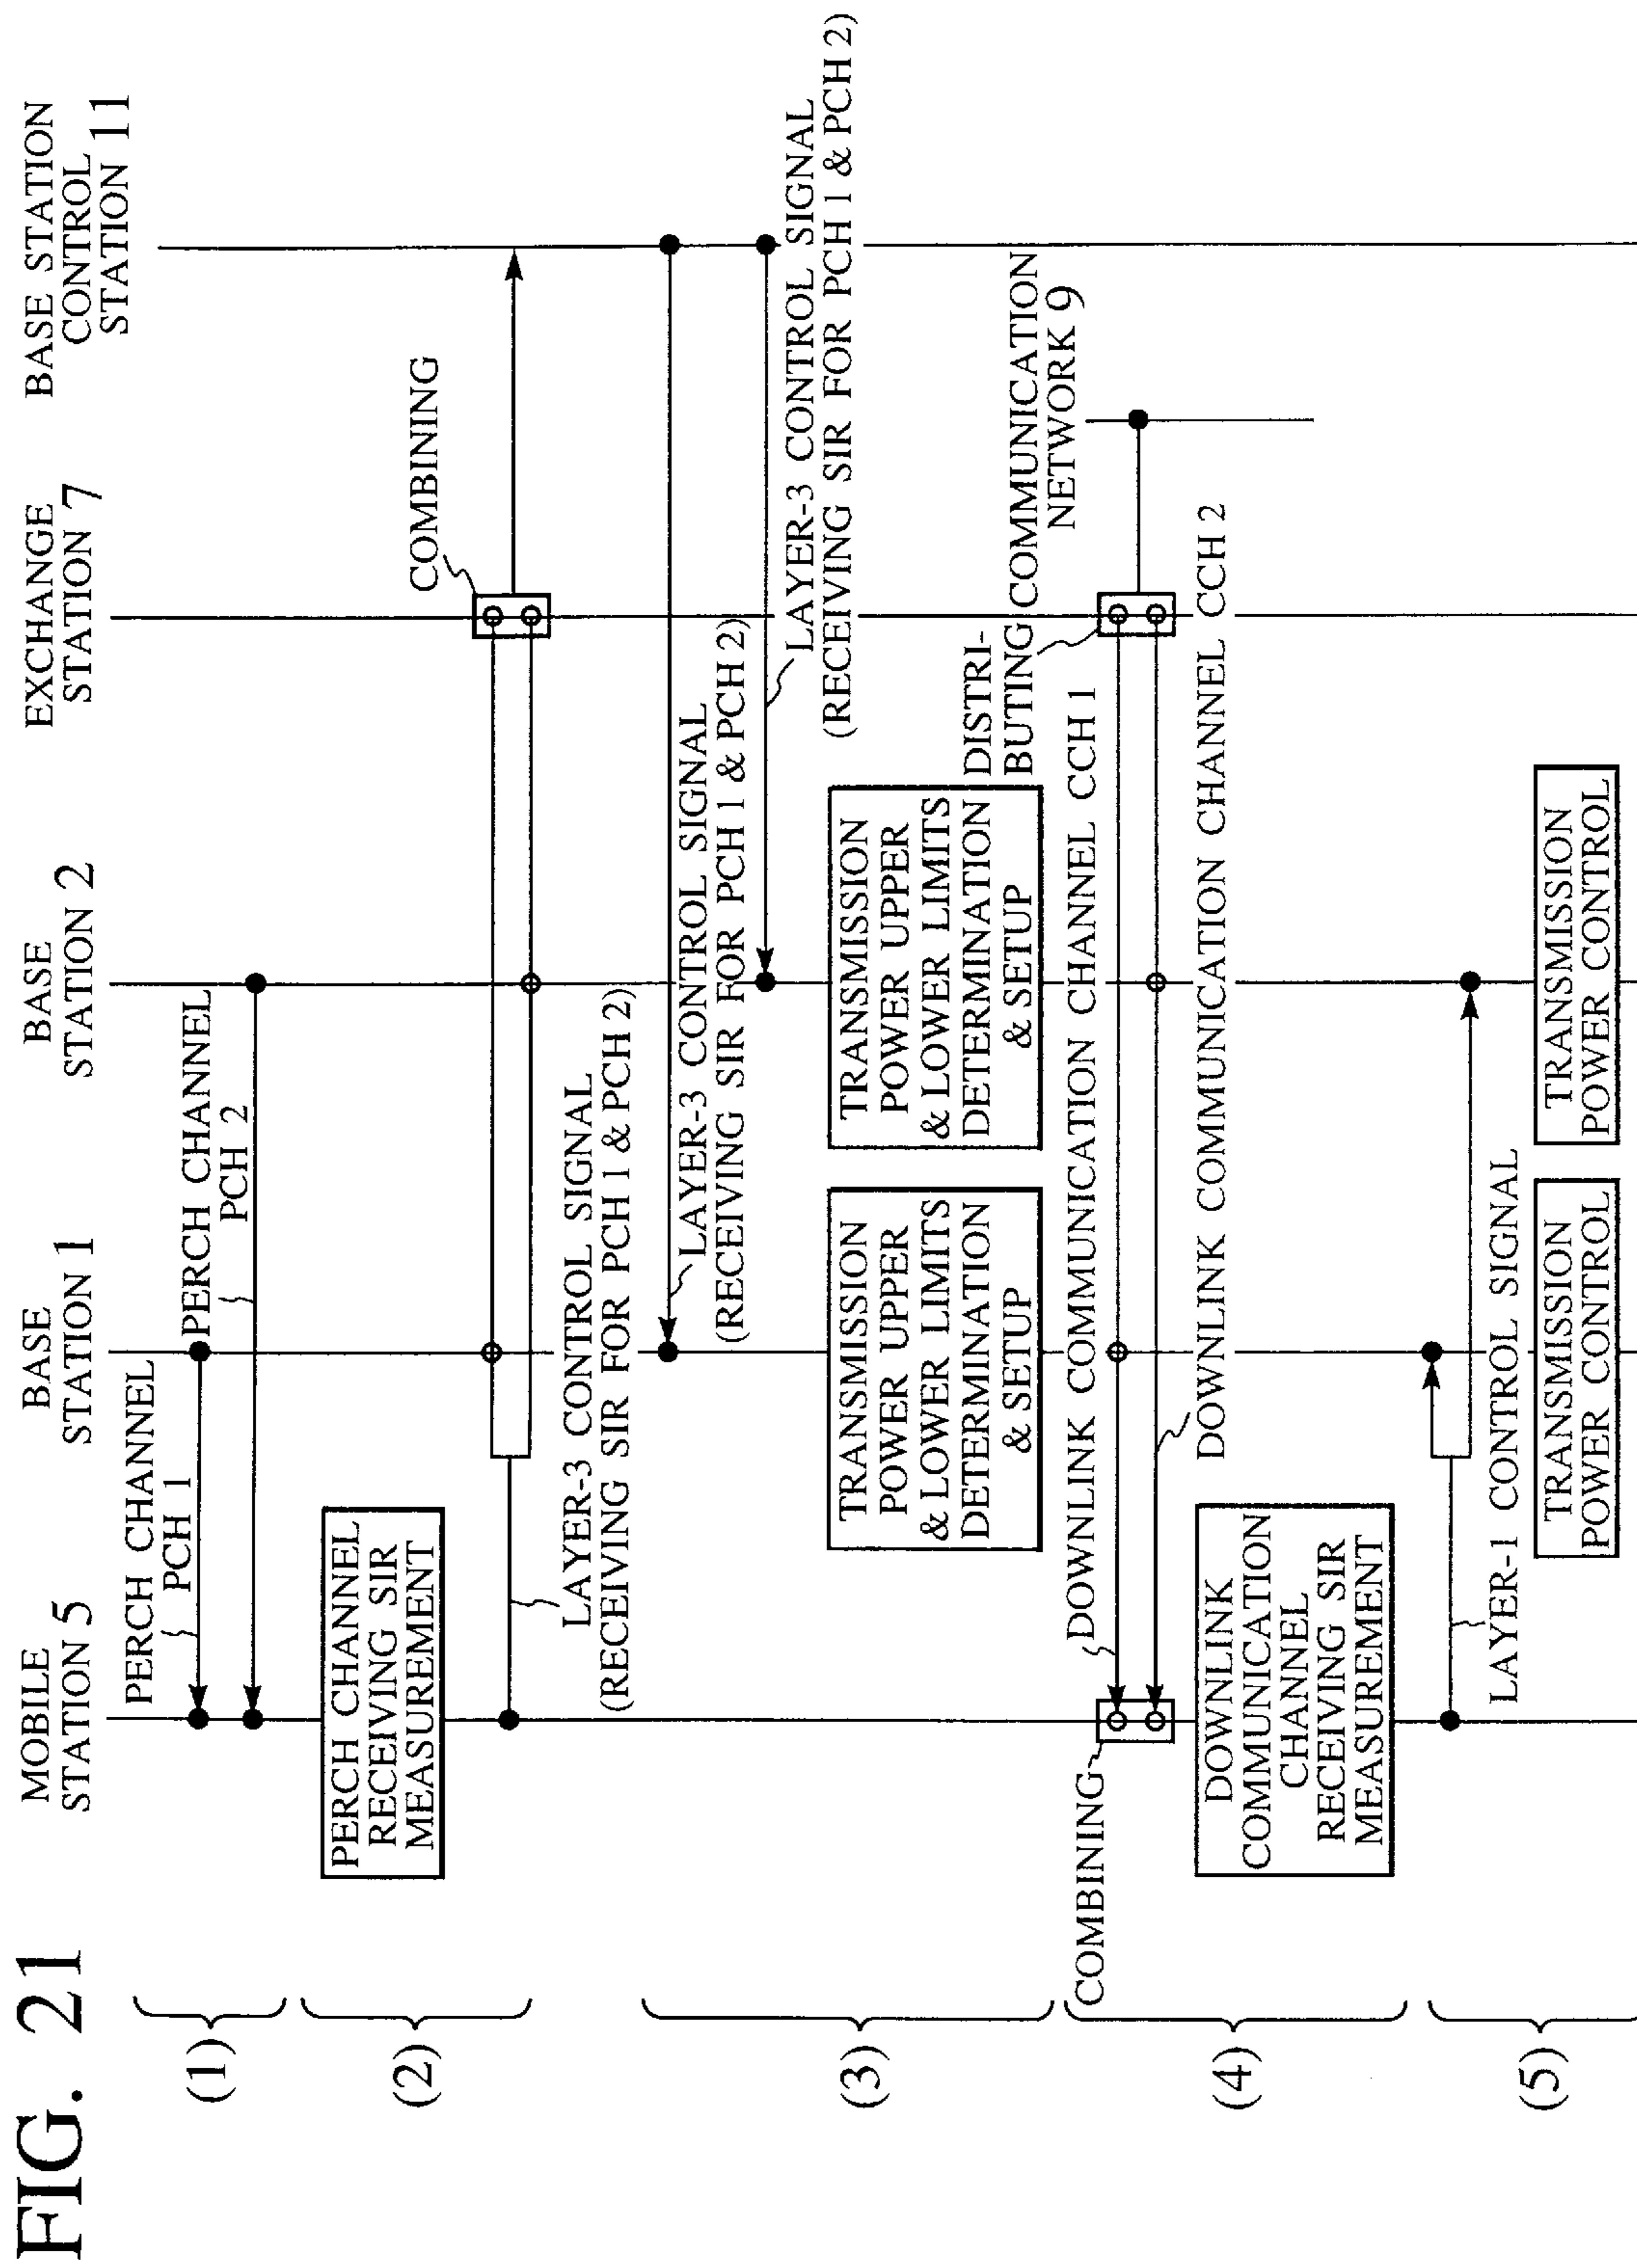 FIG. 21
MOBILE
STATION 5
BASE
STATION 1
BASE
STATION 2
EXCHANGE
STATION 7
BASE STATION
CONTROL
STATION 11
(1)
PERCH CHANNEL
PCH 1
PERCH CHANNEL
PCH 2
(2)
PERCH CHANNEL
RECEIVING SIR
MEASUREMENT
COMBINING
LAYER-3 CONTROL SIGNAL
(RECEIVING SIR FOR PCH 1 & PCH 2)
(3)
LAYER-3 CONTROL SIGNAL
(RECEIVING SIR FOR PCH 1 & PCH 2)
LAYER-3 CONTROL SIGNAL
(RECEIVING SIR FOR PCH 1 & PCH 2)
TRANSMISSION
POWER UPPER
& LOWER LIMITS
DETERMINATION
& SETUP
TRANSMISSION
POWER UPPER
& LOWER LIMITS
DETERMINATION
& SETUP
DISTRI-
BUTING
COMMUNICATION
NETWORK 9
(4)
COMBINING
DOWNLINK COMMUNICATION CHANNEL CCH 1
DOWNLINK COMMUNICATION CHANNEL CCH 2
DOWNLINK
COMMUNICATION
CHANNEL
RECEIVING SIR
MEASUREMENT
(5)
LAYER-1 CONTROL SIGNAL
TRANSMISSION
POWER CONTROL
TRANSMISSION
POWER CONTROL